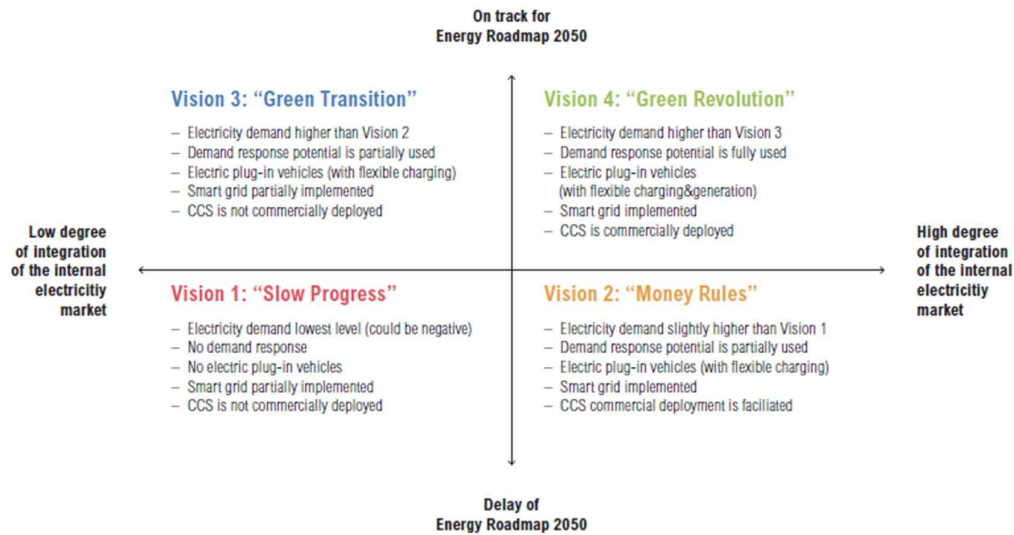 On track for
Energy Roadmap 2050
Vision 3: “Green Transition”
– Electricity demand higher than Vision 2
– Demand response potential is partially used
– Electric plug-in vehicles (with flexible charging)
– Smart grid partially implemented
– CCS is not commercially deployed
Vision 4: “Green Revolution”
– Electricity demand higher than Vision 3
– Demand response potential is fully used
– Electric plug-in vehicles
(with flexible charging&generation)
– Smart grid implemented
– CCS is commercially deployed
Low degree
of integration
of the internal
electricitiy
market
High degree
of integration
of the internal
electricitiy
market
Vision 1: “Slow Progress”
– Electricity demand lowest level (could be negative)
– No demand response
– No electric plug-in vehicles
– Smart grid partially implemented
– CCS is not commercially deployed
Vision 2: “Money Rules”
– Electricity demand slightly higher than Vision 1
– Demand response potential is partially used
– Electric plug-in vehicles (with flexible charging)
– Smart grid implemented
– CCS commercial deployment is faciliated
Delay of
Energy Roadmap 2050